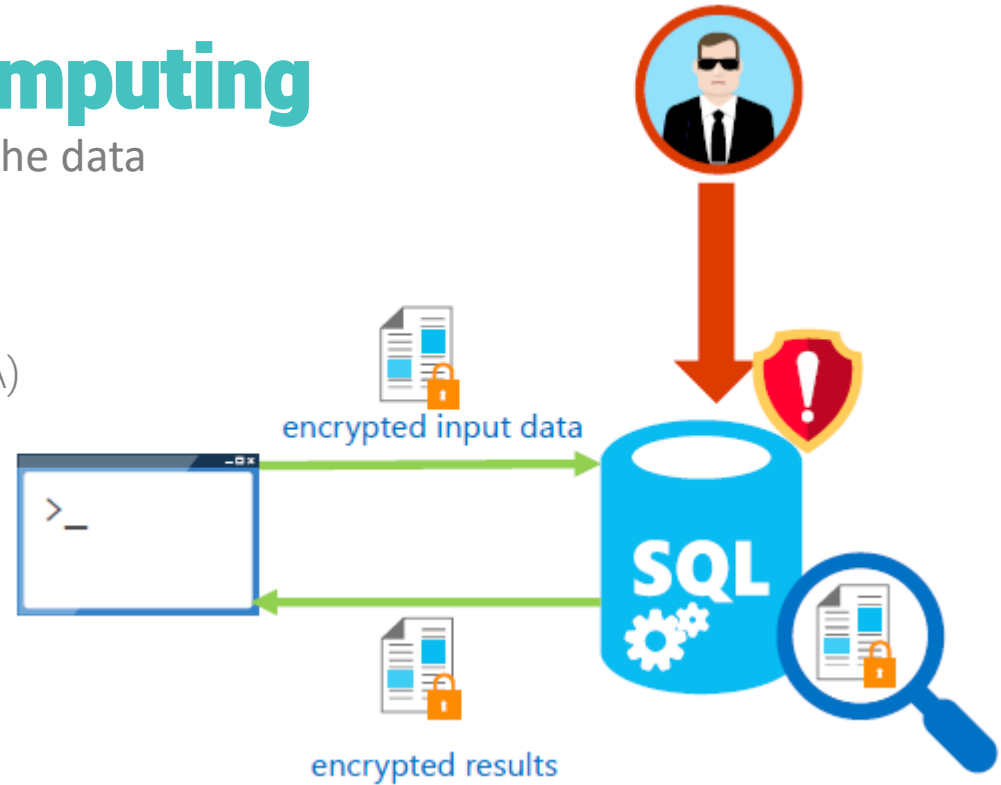 mputing
he data
A)
encrypted input data
>_
SQL
encrypted results